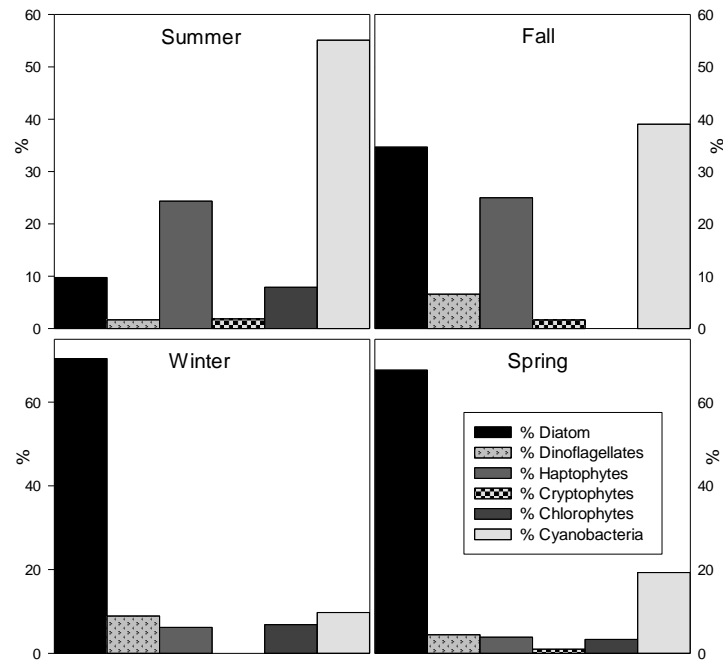 Summer
Fall
60
50
40
30
20
10
0
%
60
50
40
30
20
10
0
%
Winter
Spring
60
40
20
0
%
60
40
20
0
%
% Diatom
% Dinoflagellates
% Haptophytes
% Cryptophytes
% Chlorophytes
% Cyanobacteria